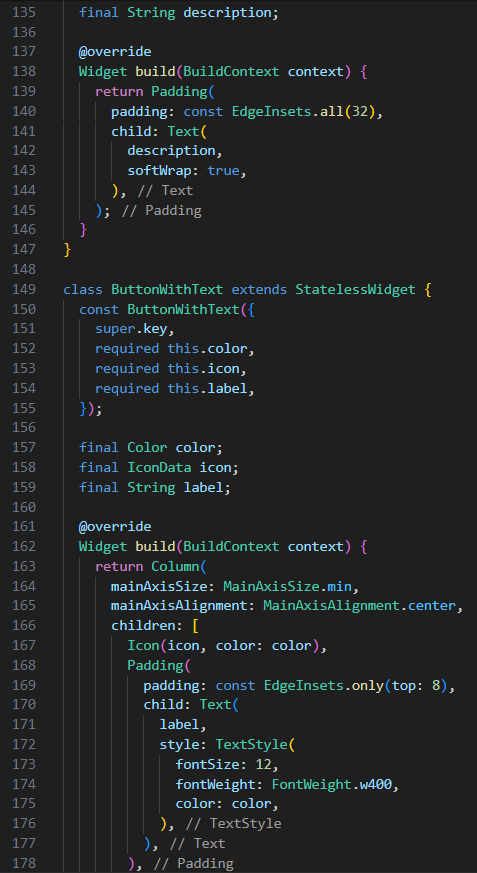 135 final String description;
136
137 @override
138 Widget build(BuildContext context) {
139 return Padding(
140 padding: const EdgeInsets.all(32),
141 child: Text(
142 description,
143 softWrap: true,
144 ), // Text
145 ); // Padding
146 }
147 }
148
149 class ButtonWithText extends StatelessWidget {
150 const ButtonWithText({
151 super.key,
152 required this.color,
153 required this.icon,
154 required this.label,
155 });
156
157 final Color color;
158 final IconData icon;
159 final String label;
160
161 @override
162 Widget build(BuildContext context) {
163 return Column(
164 mainAxisSize: MainAxisSize.min,
165 mainAxisAlignment: MainAxisAlignment.center,
166 children: [
167 Icon(icon, color: color),
168 Padding(
169 padding: const EdgeInsets.only(top: 8),
170 child: Text(
171 label,
172 style: TextStyle(
173 fontSize: 12,
174 fontWeight: FontWeight.w400,
175 color: color,
176 ), // TextStyle
177 ), // Text
178 ), // Padding